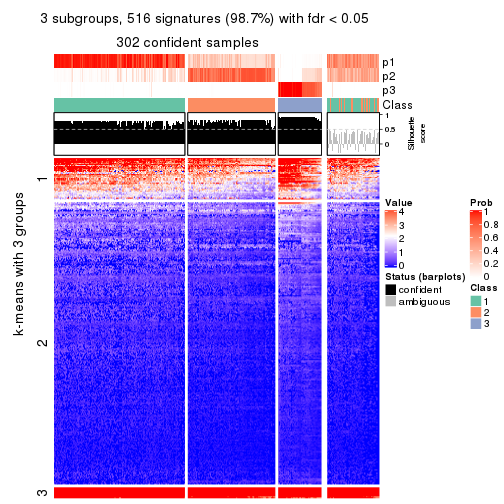 3 subgroups, 516 signatures (98.7%) with fdr < 0.05
302 confident samples
p1
p2
p3
Class
1
0.5
0
Silhouette
score
k-means with 3 groups
1
2
3
Value
4
3
2
1
0
Status (barplots)
confident
ambiguous
Prob
1
0.8
0.6
0.4
0.2
0
Class
1
2
3